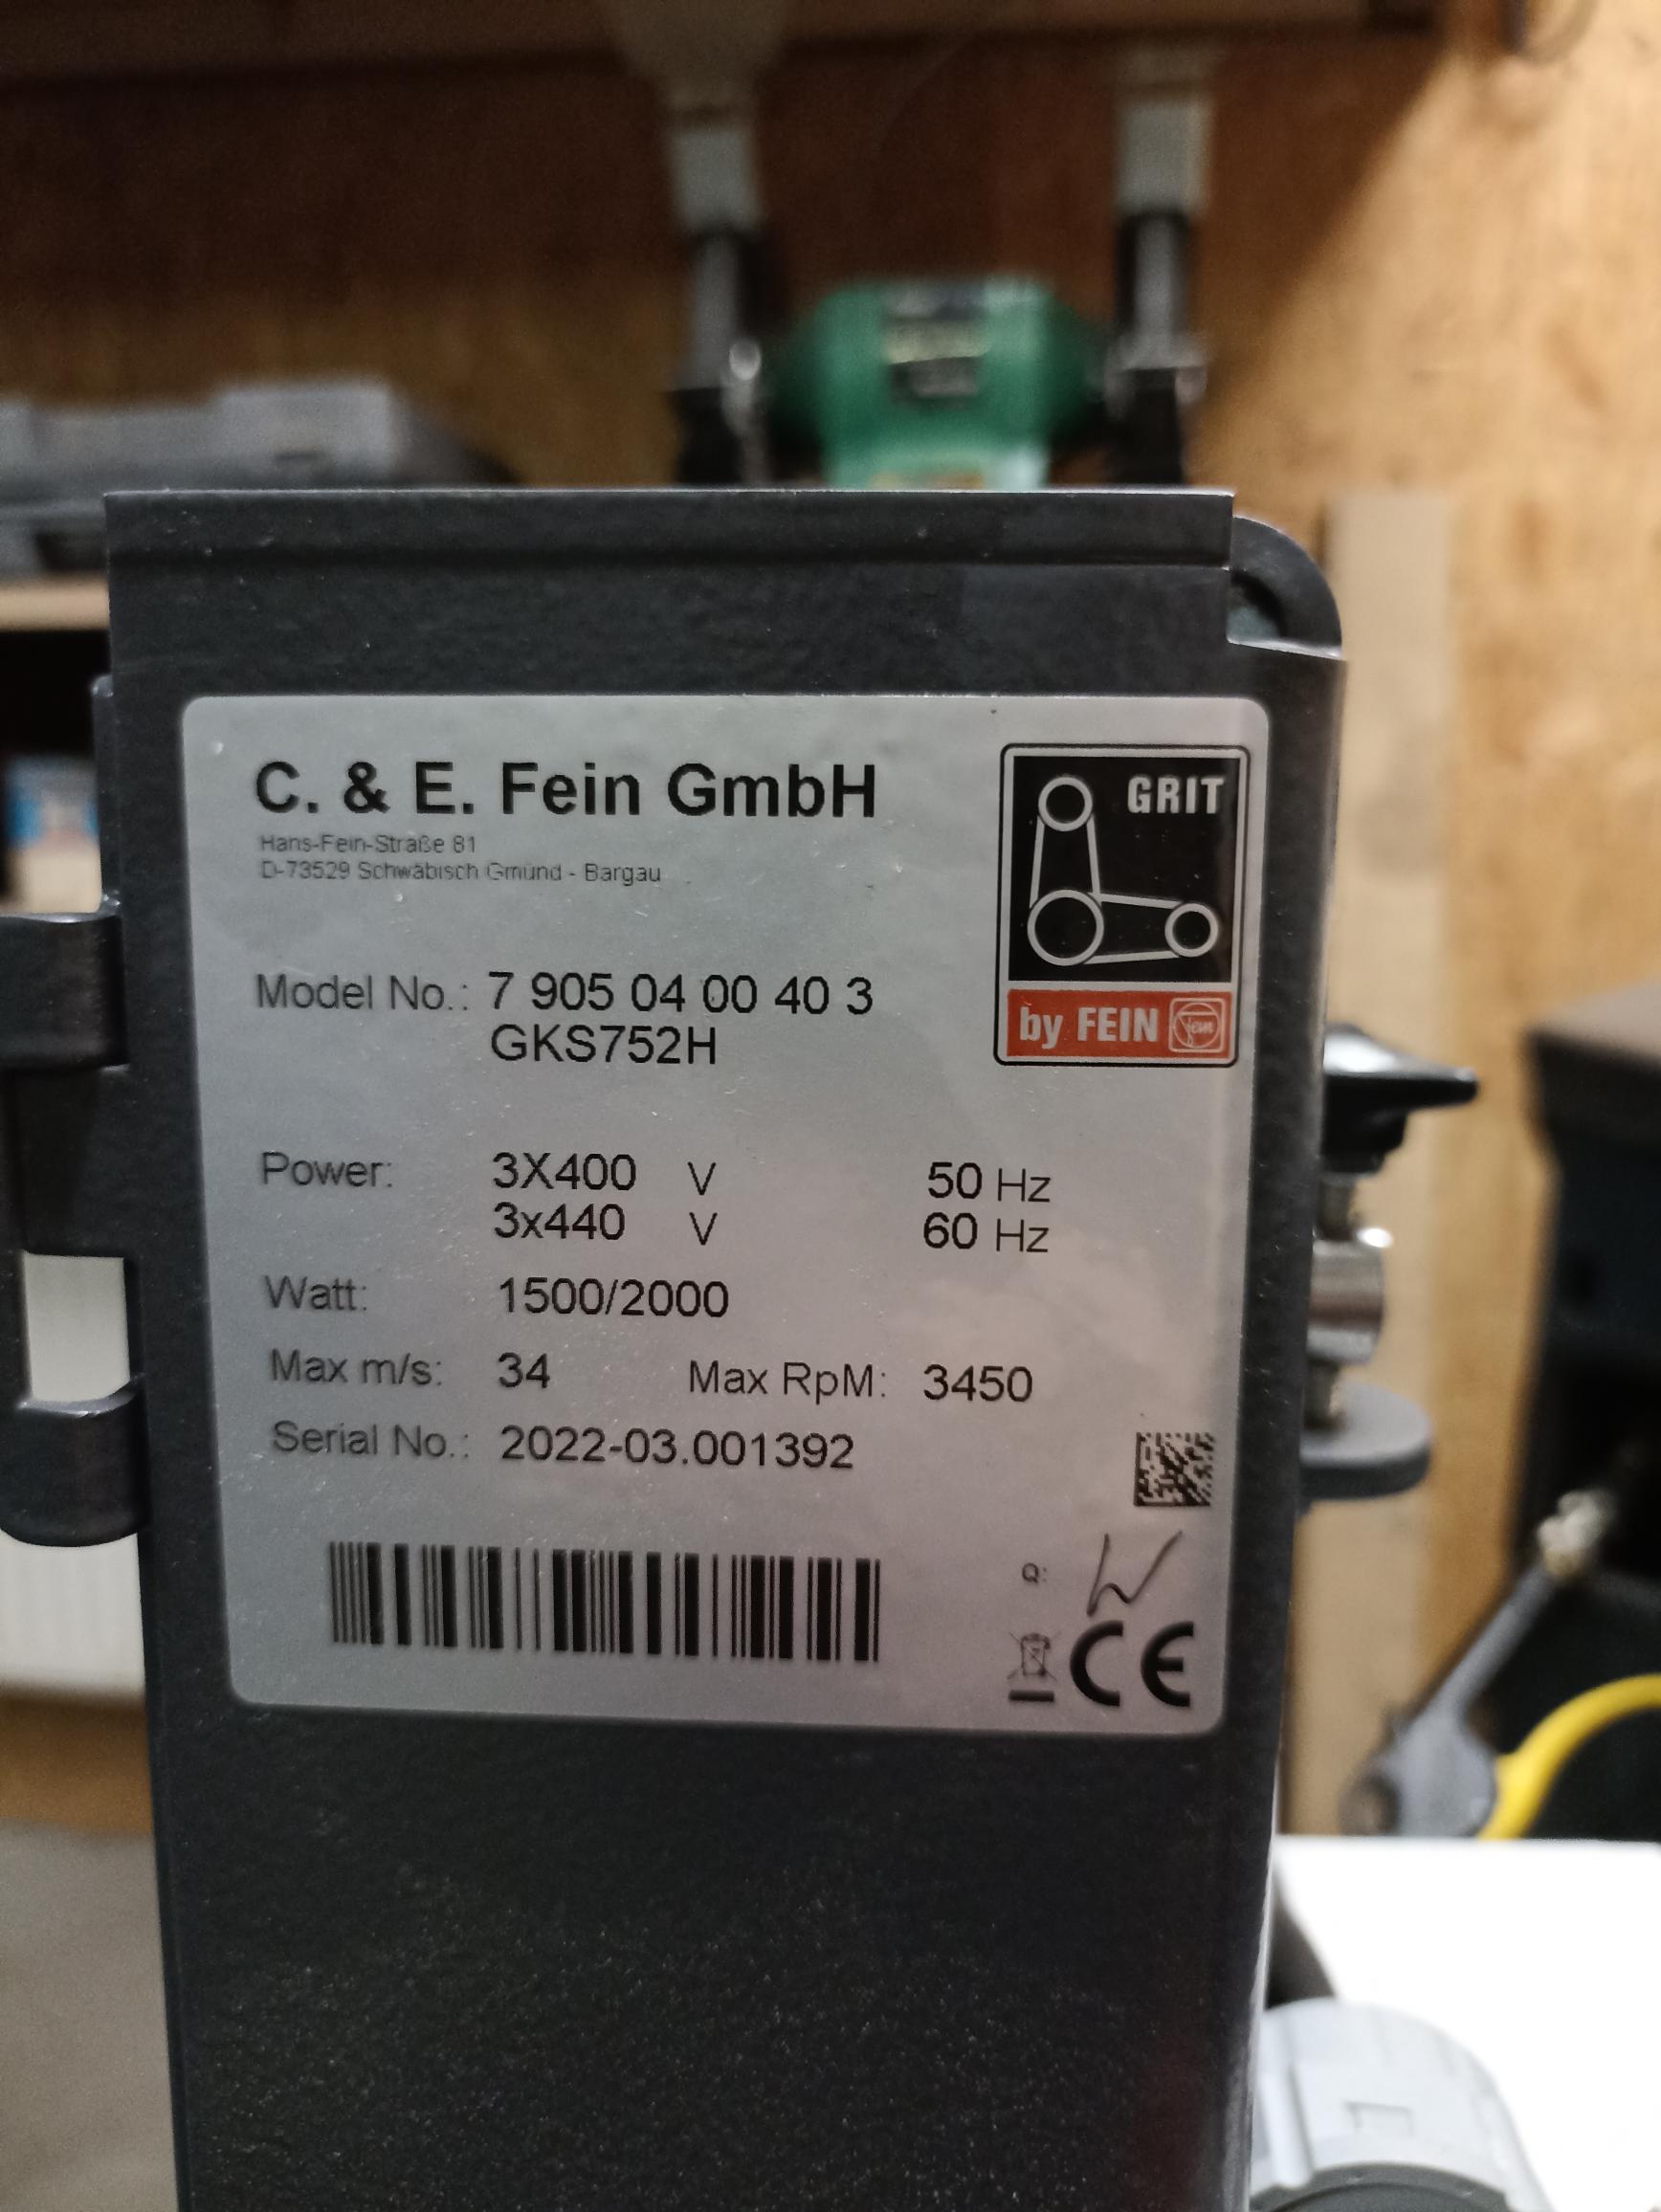 C. & E. Fein GmbH
Hans-Fein-Straße 81
D-73529 Schwäbisch Gmünd - Bargau
GRIT
by FEIN
Fein
Model No.: 7 905 04 00 40 3
GKS752H
Power: 3X400 V 50 Hz
3x440 V 60 Hz
Watt: 1500/2000
Max m/s: 34 Max RpM: 3450
Serial No.: 2022-03.001392
Q:
CE